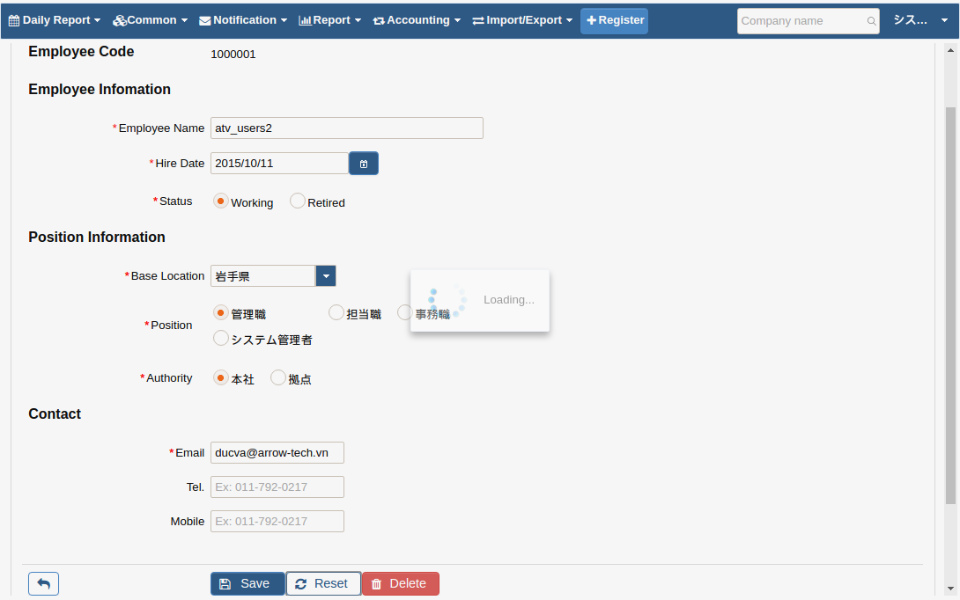 Daily Report Common Notification Report Accounting Import/Export Register Company name シス...
Employee Code 1000001
Employee Infomation
*Employee Name atv_users2
*Hire Date 2015/10/11
*Status Working Retired
Position Information
*Base Location 岩手県
Loading...
*Position 管理職 担当職 事務職
システム管理者
*Authority 本社 拠点
Contact
*Email ducva@arrow-tech.vn
Tel. Ex: 011-792-0217
Mobile Ex: 011-792-0217
Save Reset Delete